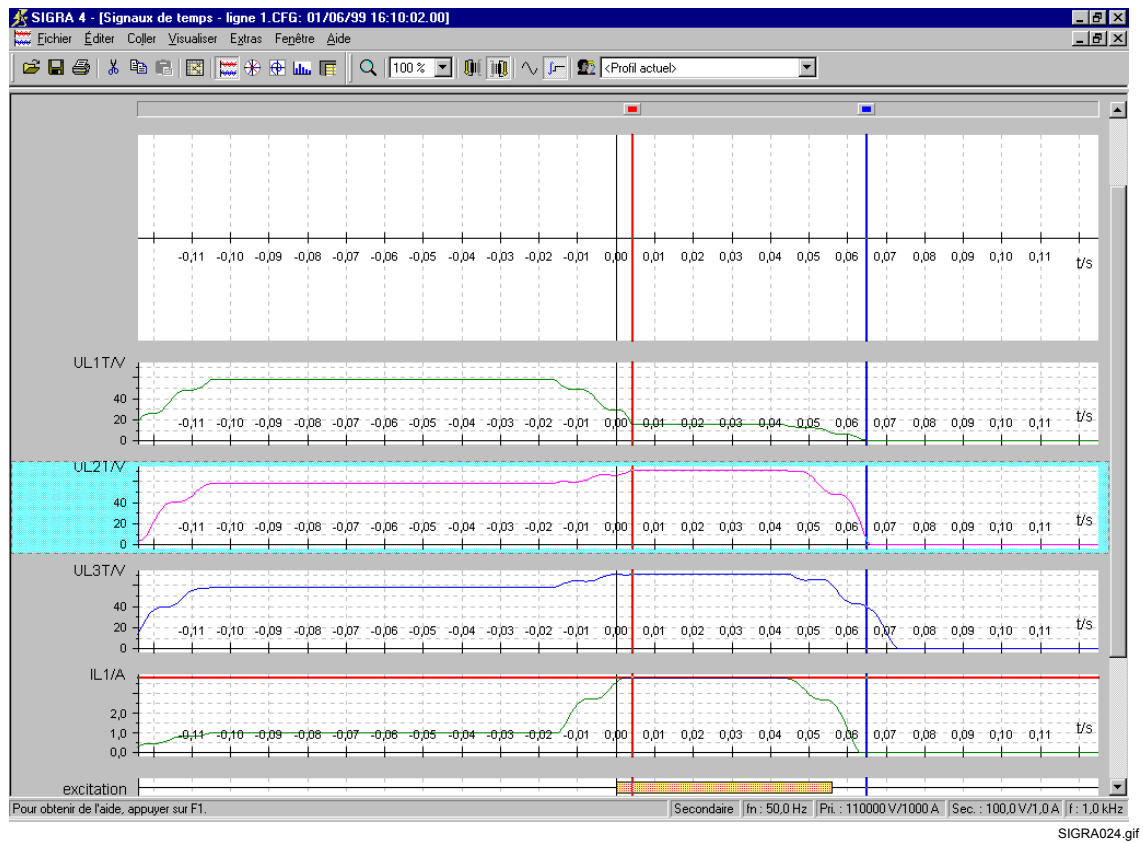 SIGRA 4 - [Signaux de temps - ligne 1.CFG: 01/06/99 16:10:02.00]
Fichier Éditer Coller Visualiser Extras Fenêtre Aide
100 % <Profil actuel>
-0,11 -0,10 -0,09 -0,08 -0,07 -0,06 -0,05 -0,04 -0,03 -0,02 -0,01 0,00 0,01 0,02 0,03 0,04 0,05 0,06 0,07 0,08 0,09 0,10 0,11 t/s
UL1T/V
40
20 -0,11 -0,10 -0,09 -0,08 -0,07 -0,06 -0,05 -0,04 -0,03 -0,02 -0,01 0,00 0,01 0,02 0,03 0,04 0,05 0,06 0,07 0,08 0,09 0,10 0,11 t/s
0
UL2T/V
40
20 -0,11 -0,10 -0,09 -0,08 -0,07 -0,06 -0,05 -0,04 -0,03 -0,02 -0,01 0,00 0,01 0,02 0,03 0,04 0,05 0,06 0,07 0,08 0,09 0,10 0,11 t/s
0
UL3T/V
40
20 -0,11 -0,10 -0,09 -0,08 -0,07 -0,06 -0,05 -0,04 -0,03 -0,02 -0,01 0,00 0,01 0,02 0,03 0,04 0,05 0,06 0,07 0,08 0,09 0,10 0,11 t/s
0
IL1/A
2,0
1,0 -0,11 -0,10 -0,09 -0,08 -0,07 -0,06 -0,05 -0,04 -0,03 -0,02 -0,01 0,00 0,01 0,02 0,03 0,04 0,05 0,06 0,07 0,08 0,09 0,10 0,11 t/s
0,0
excitation
Pour obtenir de l'aide, appuyer sur F1. Secondaire fn : 50,0 Hz Pri. : 110000 V/1000 A Sec. : 100,0 V/1,0 A f : 1,0 kHz
SIGRA024.gif